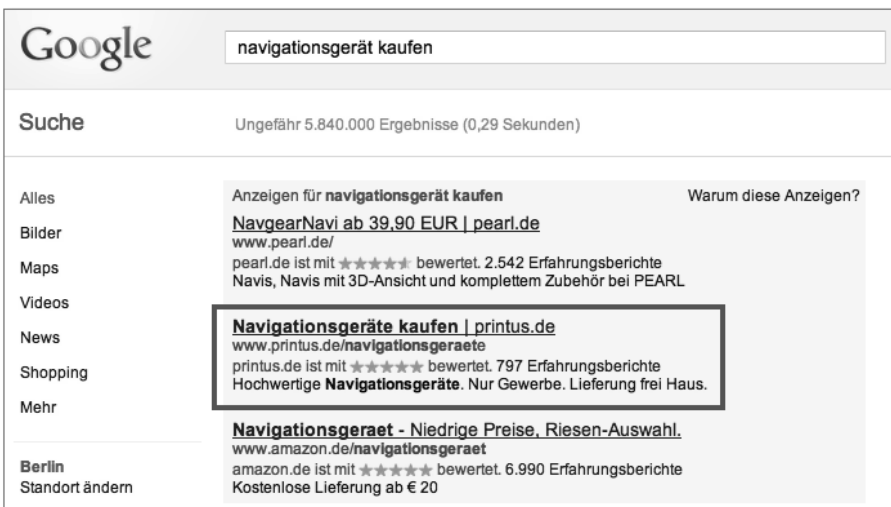 Google
navigationsgerät kaufen
Suche
Ungefähr 5.840.000 Ergebnisse (0,29 Sekunden)
Alles
Bilder
Maps
Videos
News
Shopping
Mehr
Berlin
Standort ändern
Anzeigen für navigationsgerät kaufen
Warum diese Anzeigen?
NavgearNavi ab 39,90 EUR | pearl.de
www.pearl.de/
pearl.de ist mit ★★★★★ bewertet. 2.542 Erfahrungsberichte
Navis, Navis mit 3D-Ansicht und komplettem Zubehör bei PEARL
Navigationsgeräte kaufen | printus.de
www.printus.de/navigationsgeraete
printus.de ist mit ★★★★★ bewertet. 797 Erfahrungsberichte
Hochwertige Navigationsgeräte. Nur Gewerbe. Lieferung frei Haus.
Navigationsgeraet - Niedrige Preise, Riesen-Auswahl.
www.amazon.de/navigationsgeraet
amazon.de ist mit ★★★★★ bewertet. 6.990 Erfahrungsberichte
Kostenlose Lieferung ab € 20